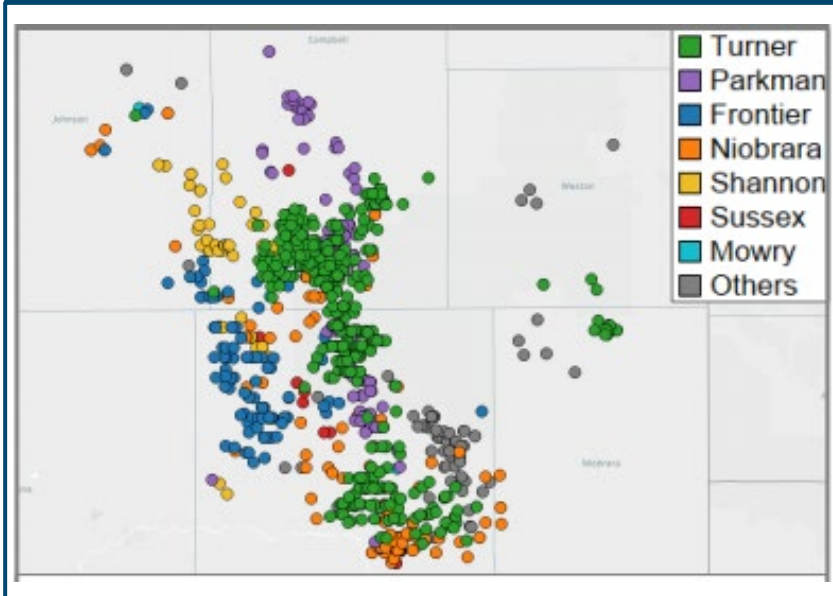 Campbell
Turner
Parkman
Johnson
Frontier
Niobrara
Weston
Shannon
Sussex
Mowry
Others
Niobrara